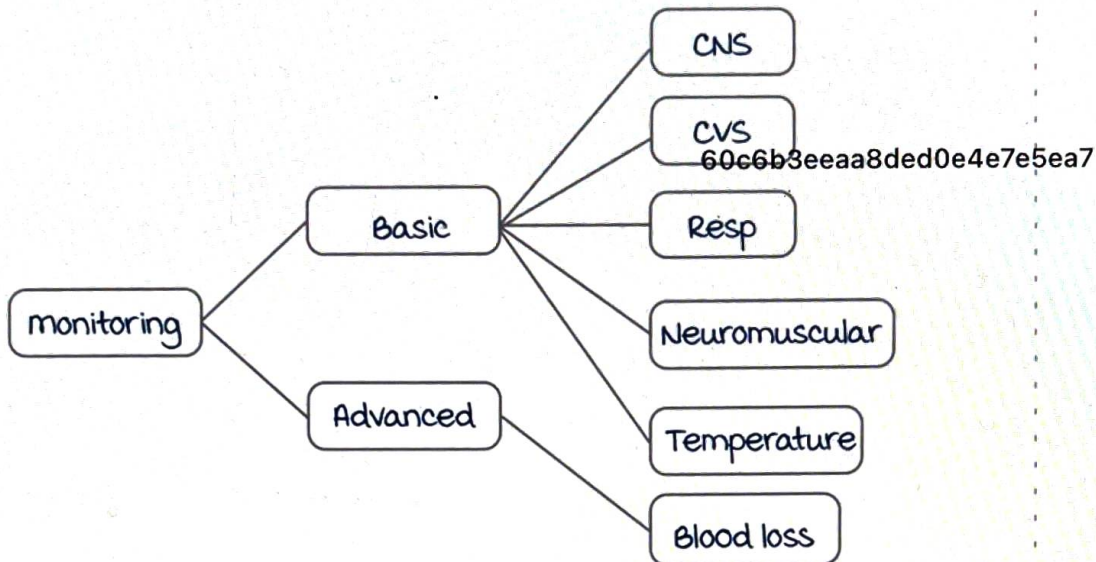 CNS
CVS
60c6b3eeaa8ded0e4e7e5ea7
Basic
Resp
monitoring
Neuromuscular
Advanced
Temperature
Blood loss